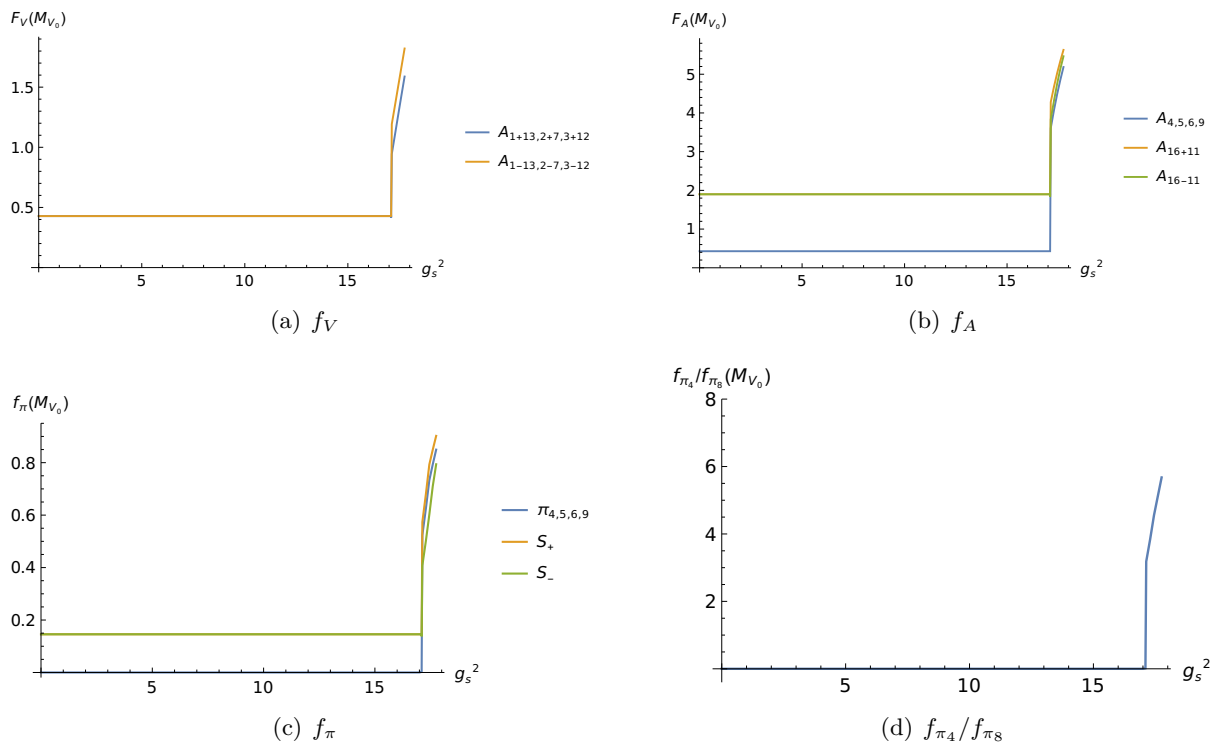 F_V(M_{V_0})
1.5
1.0
0.5
5 10 15 g_s^2
A_{1+13,2+7,3+12}
A_{1-13,2-7,3-12}
(a) f_V
F_A(M_{V_0})
5
4
3
2
1
5 10 15 g_s^2
A_{4,5,6,9}
A_{16+11}
A_{16-11}
(b) f_A
f_π(M_{V_0})
0.8
0.6
0.4
0.2
5 10 15 g_s^2
π_{4,5,6,9}
S_+
S_-
(c) f_π
f_{π_4}/f_{π_8}(M_{V_0})
8
6
4
2
0
5 10 15 g_s^2
(d) f_{π_4}/f_{π_8}